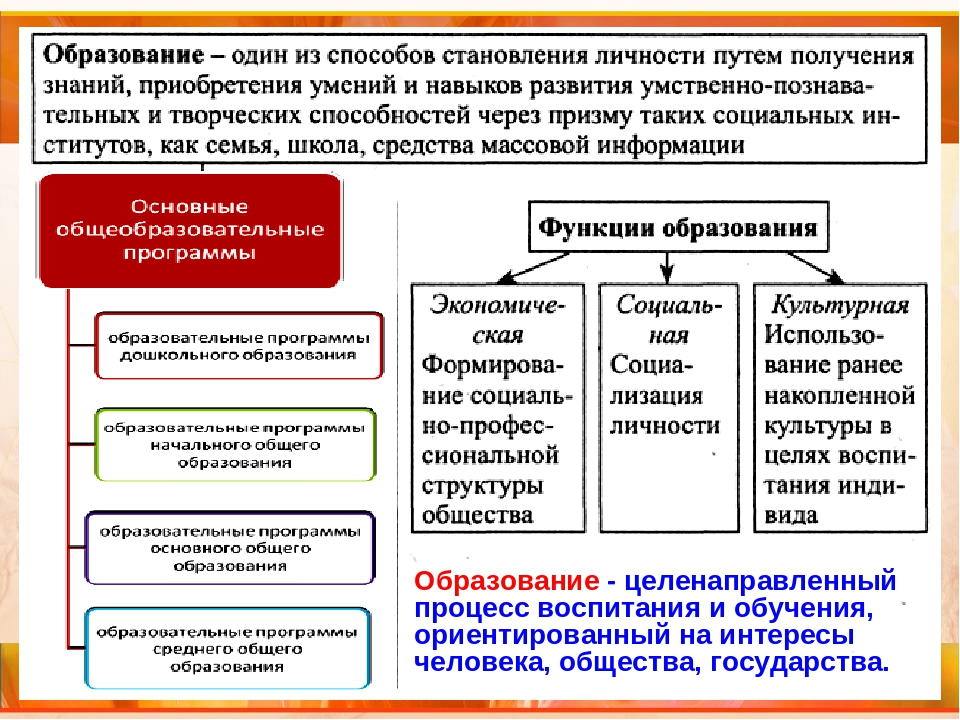 Образование – один из способов становления личности путем получения
знаний, приобретения умений и навыков развития умственно-познава-
тельных и творческих способностей через призму таких социальных ин-
ститутов, как семья, школа, средства массовой информации
Основные
общеобразовательные
программы
образовательные программы
дошкольного образования
образовательные программы
начального общего
образования
образовательные программы
основного общего
образования
образовательные программы
среднего общего
образования
Функции образования
Экономиче-
ская
Формирова-
ние социаль-
но-профес-
сиональной
структуры
общества
Социаль-
ная
Социа-
лизация
личности
Культурная
Использо-
вание ранее
накопленной
культуры в
целях воспи-
тания инди-
вида
Образование - целенаправленный
процесс воспитания и обучения,
ориентированный на интересы
человека, общества, государства.